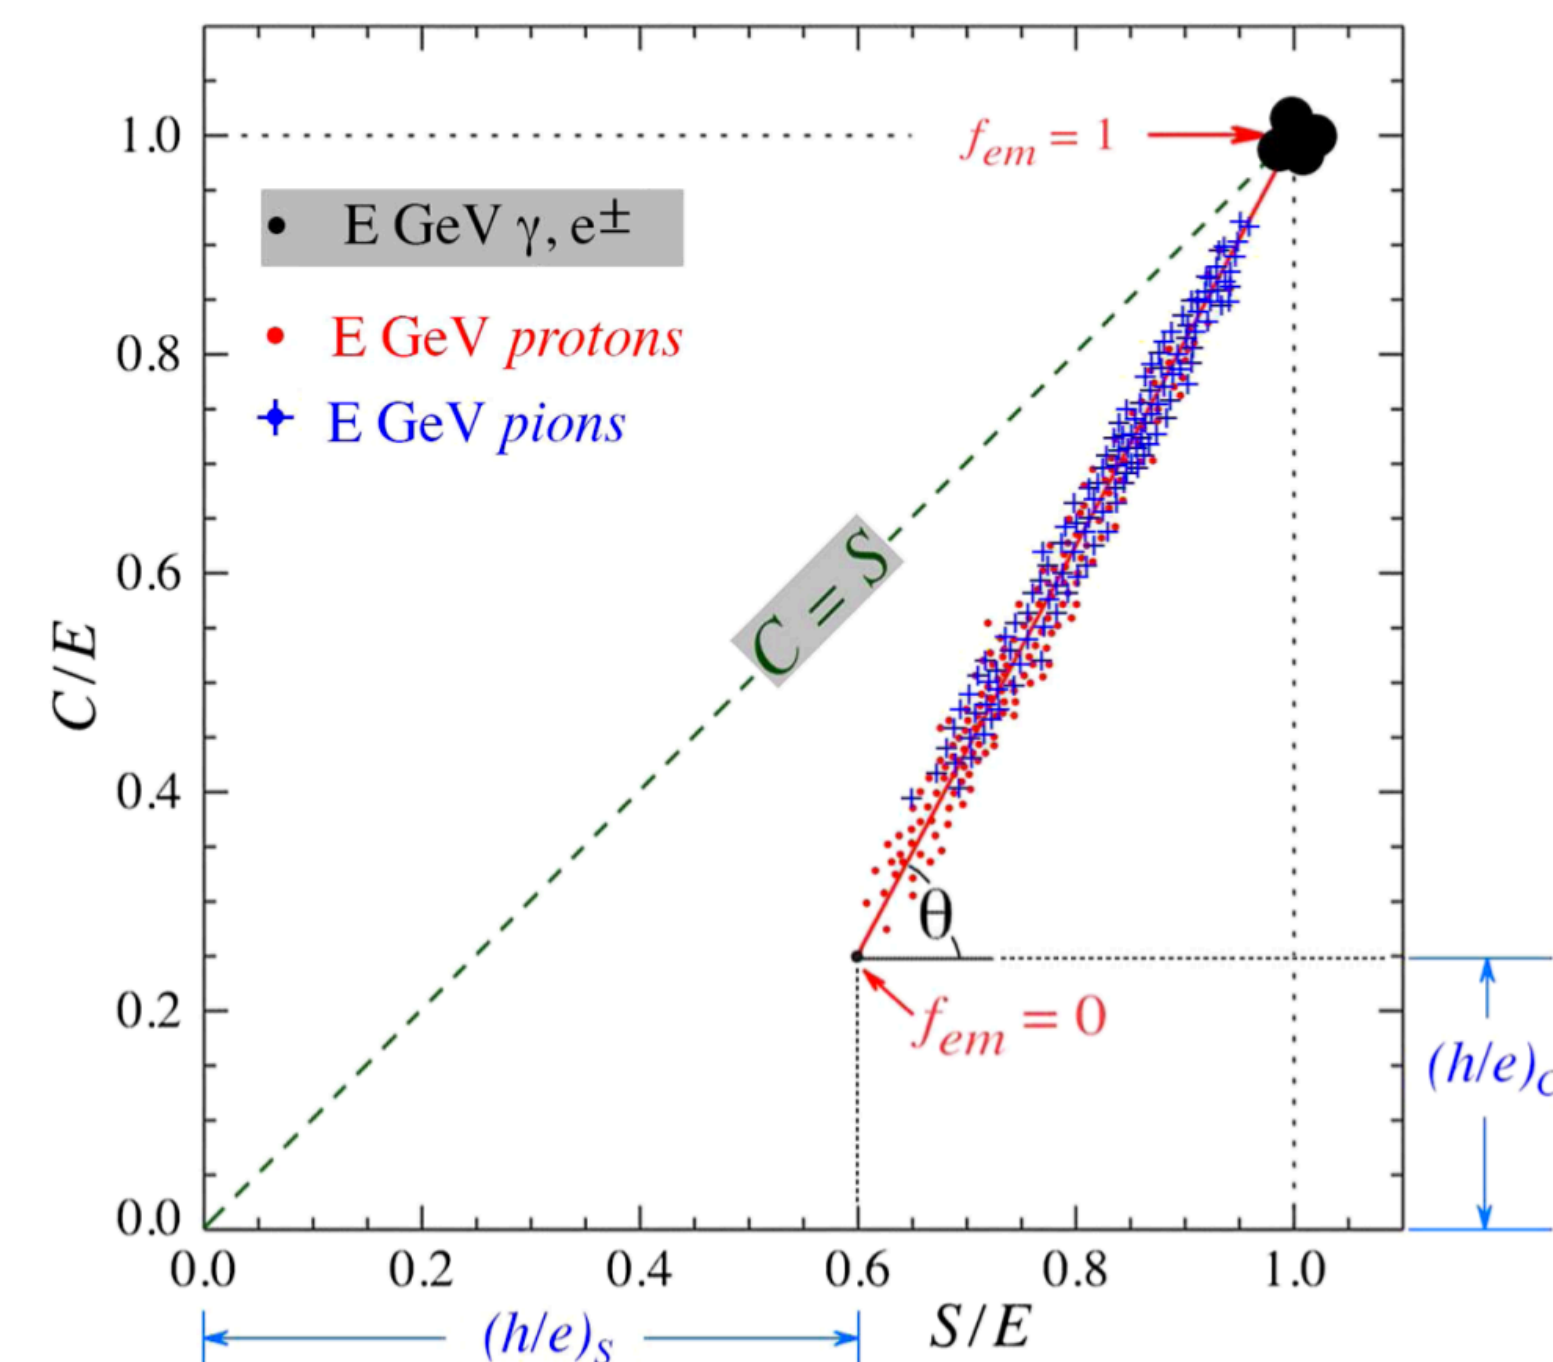 1.0
0.8
0.6
0.4
0.2
0.0
C/E
f_em = 1
E GeV γ, e±
E GeV protons
E GeV pions
C = S
θ
f_em = 0
(h/e)_C
0.0 0.2 0.4 0.6 0.8 1.0
(h/e)_S
S/E